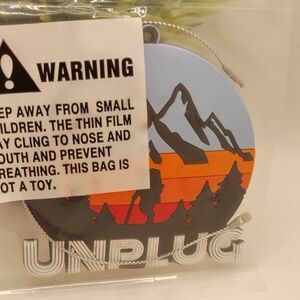 WARNING
EEP AWAY FROM SMALL
ILDREN. THE THIN FILM
AY CLING TO NOSE AND
OUTH AND PREVENT
REATHING. THIS BAG IS
OT A TOY.
UNPLUG